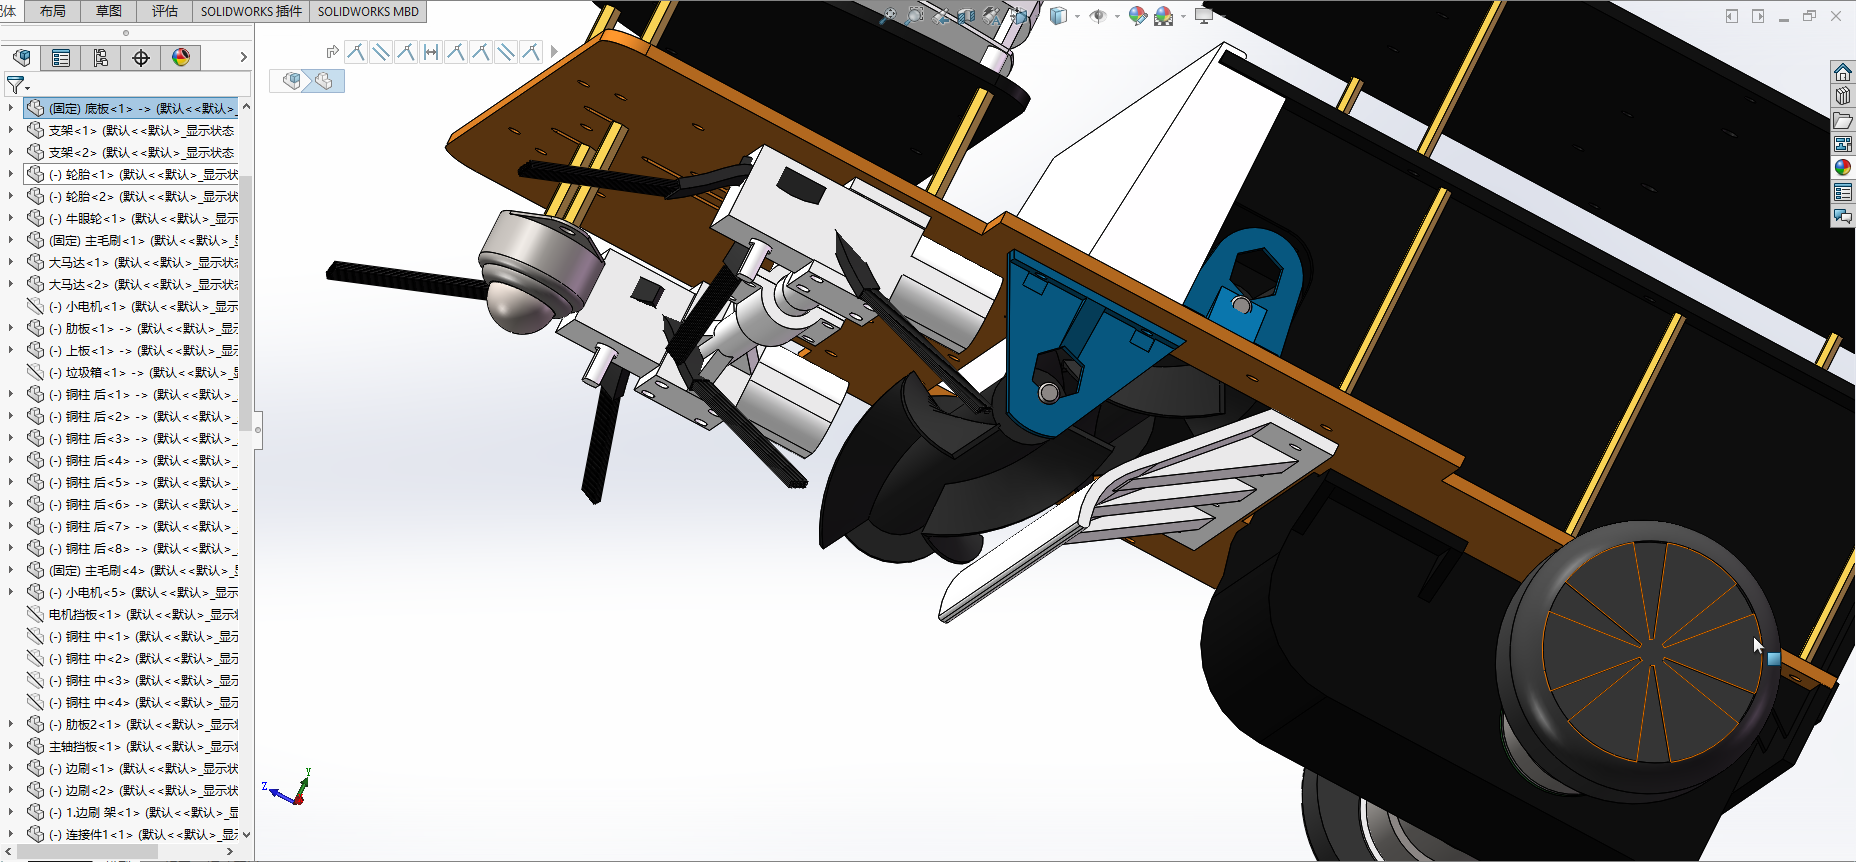 布局 草图 评估 SOLIDWORKS 插件 SOLIDWORKS MBD
(固定) 底板<1> -> (默认<<默认>_
支架<1> (默认<<默认>_显示状态
支架<2> (默认<<默认>_显示状态
(-) 轮胎<1> (默认<<默认>_显示状
(-) 轮胎<2> (默认<<默认>_显示状
(-) 牛眼轮<1> (默认<<默认>_显示
(固定) 主毛刷<1> (默认<<默认>_
大马达<1> (默认<<默认>_显示状态
大马达<2> (默认<<默认>_显示状态
(-) 小电机<1> (默认<<默认>_显示
(-) 肋板<1> -> (默认<<默认>_显示
(-) 上板<1> -> (默认<<默认>_显示
(-) 垃圾箱<1> -> (默认<<默认>_
(-) 铜柱 后<1> -> (默认<<默认>_
(-) 铜柱 后<2> -> (默认<<默认>_
(-) 铜柱 后<3> -> (默认<<默认>_
(-) 铜柱 后<4> -> (默认<<默认>_
(-) 铜柱 后<5> -> (默认<<默认>_
(-) 铜柱 后<6> -> (默认<<默认>_
(-) 铜柱 后<7> -> (默认<<默认>_
(-) 铜柱 后<8> -> (默认<<默认>_
(固定) 主毛刷<4> (默认<<默认>_
(-) 小电机<5> (默认<<默认>_显示
电机挡板<1> (默认<<默认>_显示状
(-) 铜柱 中<1> (默认<<默认>_显示
(-) 铜柱 中<2> (默认<<默认>_显示
(-) 铜柱 中<3> (默认<<默认>_显示
(-) 铜柱 中<4> (默认<<默认>_显示
(-) 肋板2<1> (默认<<默认>_显示状
主轴挡板<1> (默认<<默认>_显示状
(-) 边刷<1> (默认<<默认>_显示状
(-) 边刷<2> (默认<<默认>_显示状
(-) 1.边刷 架<1> (默认<<默认>_显
(-) 连接件1<1> (默认<<默认>_显示
Z
Y